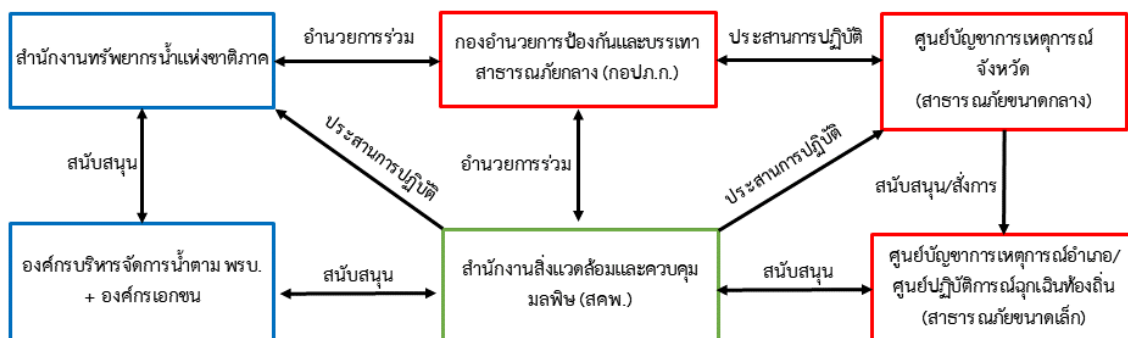 อำนวยการร่วม
ประสานการปฏิบัติ
สำนักงานทรัพยากรน้ำแห่งชาติภาค
กองอำนวยการป้องกันและบรรเทา
สาธารณภัยกลาง (กอปภ.ก.)
ศูนย์บัญชาการเหตุการณ์
จังหวัด
(สาธารณภัยขนาดกลาง)
สนับสนุน
ประสานการปฏิบัติ
อำนวยการร่วม
ประสานการปฏิบัติ
สนับสนุน/สั่งการ
องค์กรบริหารจัดการน้ำตาม พรบ.
+ องค์กรเอกชน
สนับสนุน
สำนักงานสิ่งแวดล้อมและควบคุม
มลพิษ (สคพ.)
สนับสนุน
ศูนย์บัญชาการเหตุการณ์อำเภอ/
ศูนย์ปฏิบัติการณ์ฉุกเฉินท้องถิ่น
(สาธารณภัยขนาดเล็ก)